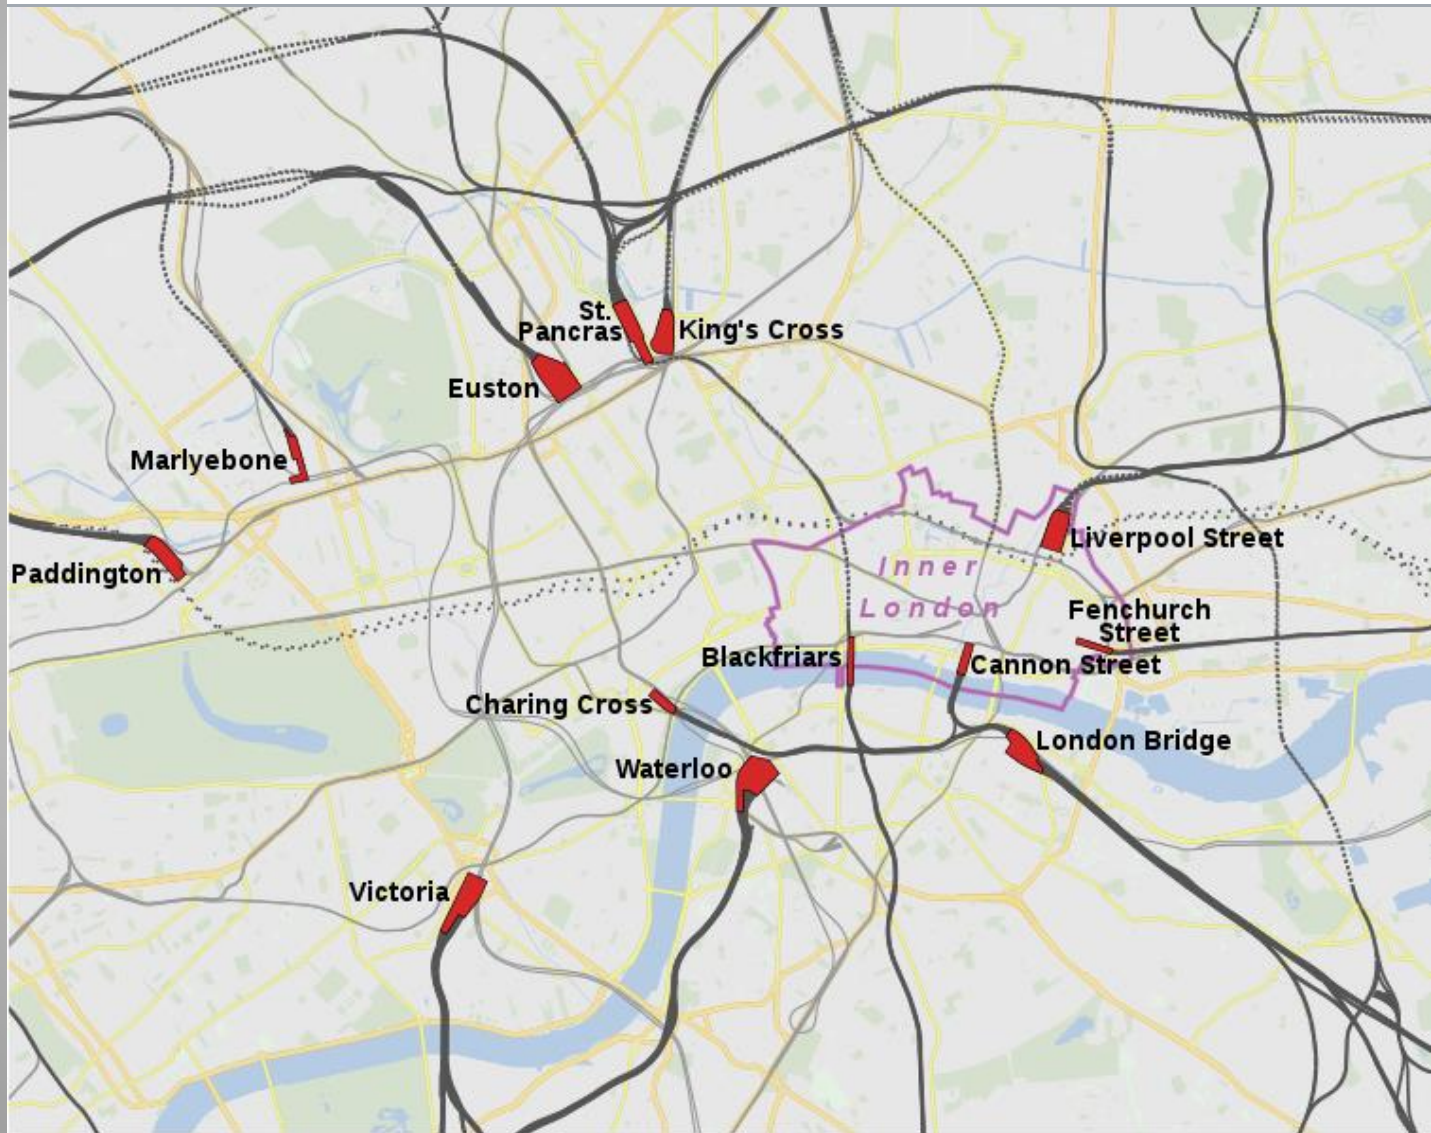 St.
Pancras
King's Cross
Euston
Marlyebone
Paddington
Liverpool Street
Inner
London
Fenchurch
Street
Blackfriars
Cannon Street
Charing Cross
London Bridge
Waterloo
Victoria